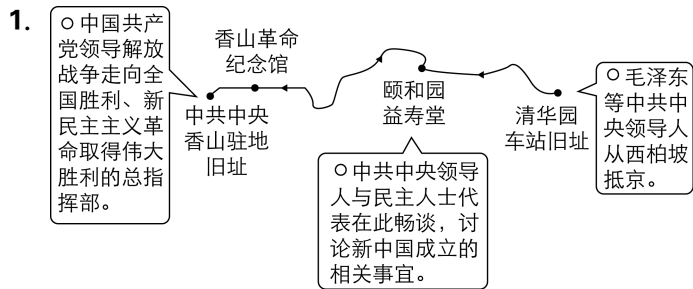 1.
○中国共产
党领导解放
战争走向全
国胜利、新
民主主义革
命取得伟大
胜利的总指
挥部。
香山革命
纪念馆
中共中央
香山驻地
旧址
颐和园
益寿堂
○中共中央领导
人与民主人士代
表在此畅谈，讨
论新中国成立的
相关事宜。
清华园
车站旧址
○毛泽东
等中共中
央领导人
从西柏坡
抵京。